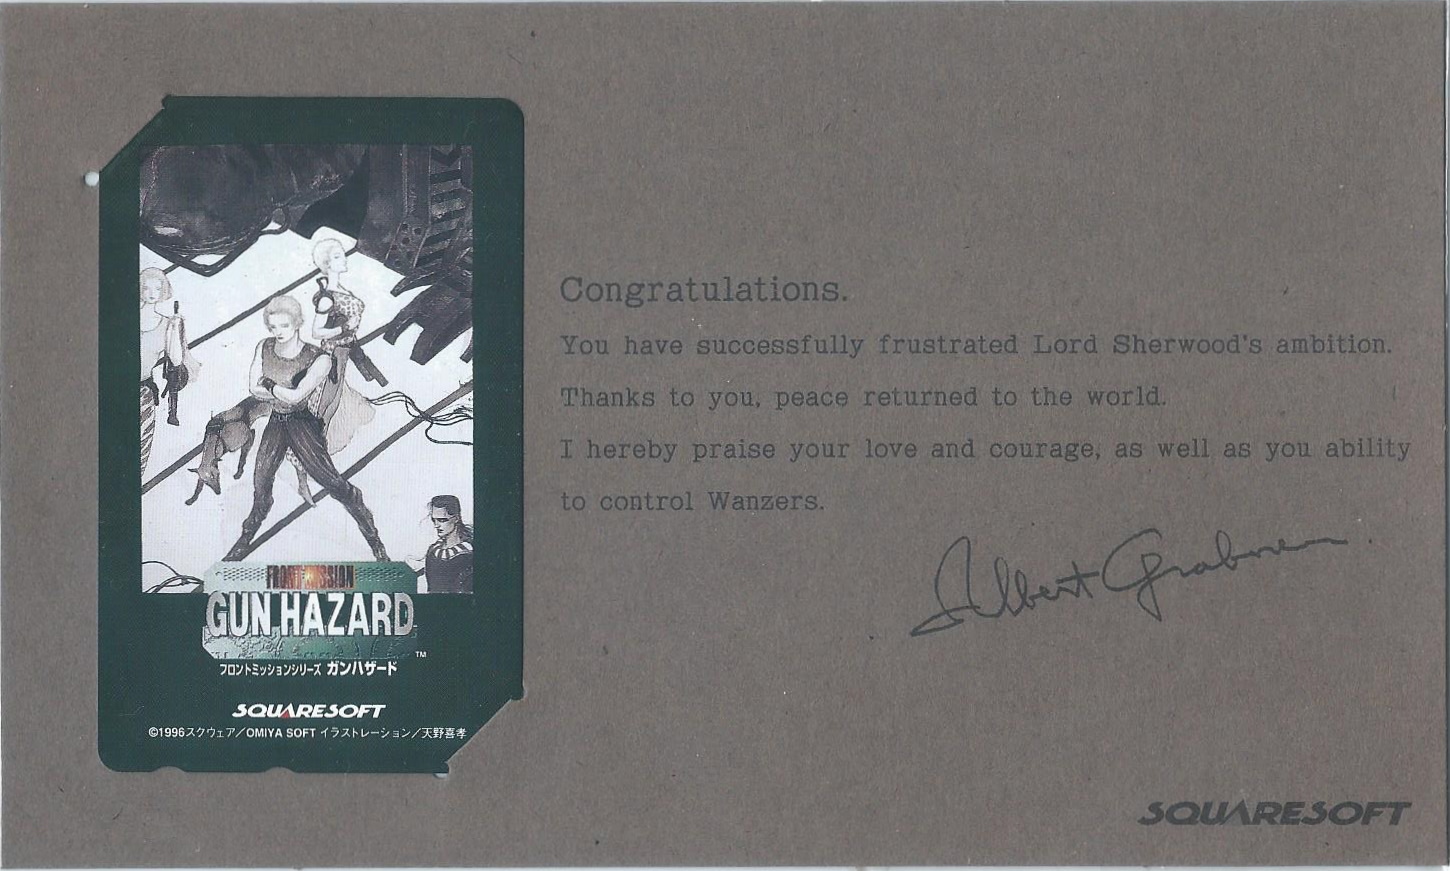 FRONT MISSION
GUN HAZARD
TM
フロントミッションシリーズ ガンハザード
SQUARESOFT
©1996スクウェア／OMIYA SOFT イラストレーション／天野喜孝
Congratulations.
You have successfully frustrated Lord Sherwood's ambition.
Thanks to you, peace returned to the world.
I hereby praise your love and courage, as well as you ability
to control Wanzers.
Albert Grabner
SQUARESOFT